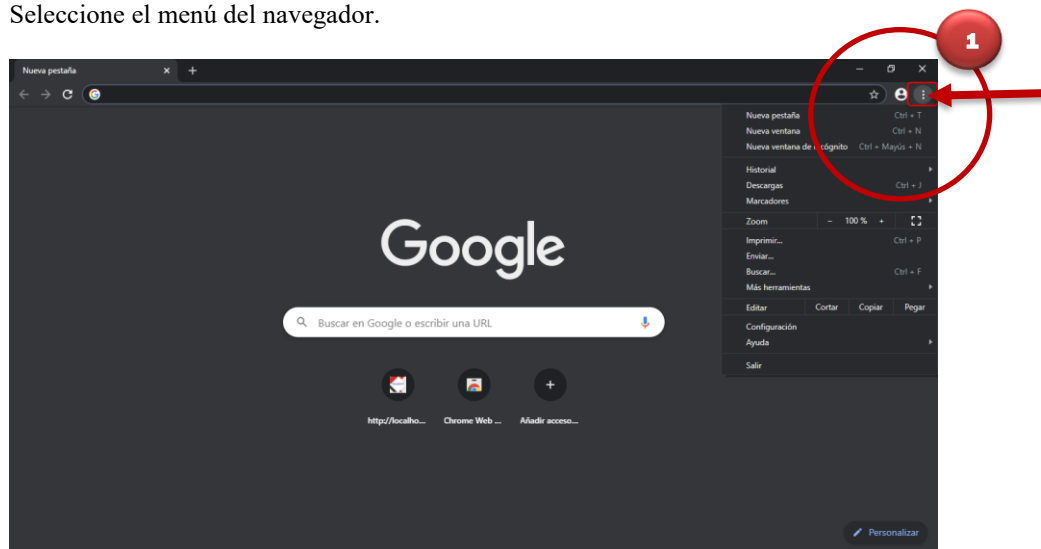 Seleccione el menú del navegador.
1
Nueva pestaña
Nueva pestaña Ctrl + T
Nueva ventana Ctrl + N
Nueva ventana de incógnito Ctrl + Mayús + N
Historial
Descargas Ctrl + J
Marcadores
Zoom - 100 % +
Imprimir... Ctrl + P
Enviar...
Buscar... Ctrl + F
Más herramientas
Editar Cortar Copiar Pegar
Configuración
Ayuda
Salir
Google
Buscar en Google o escribir una URL
http://localho... Chrome Web ... Añadir acceso...
Personalizar